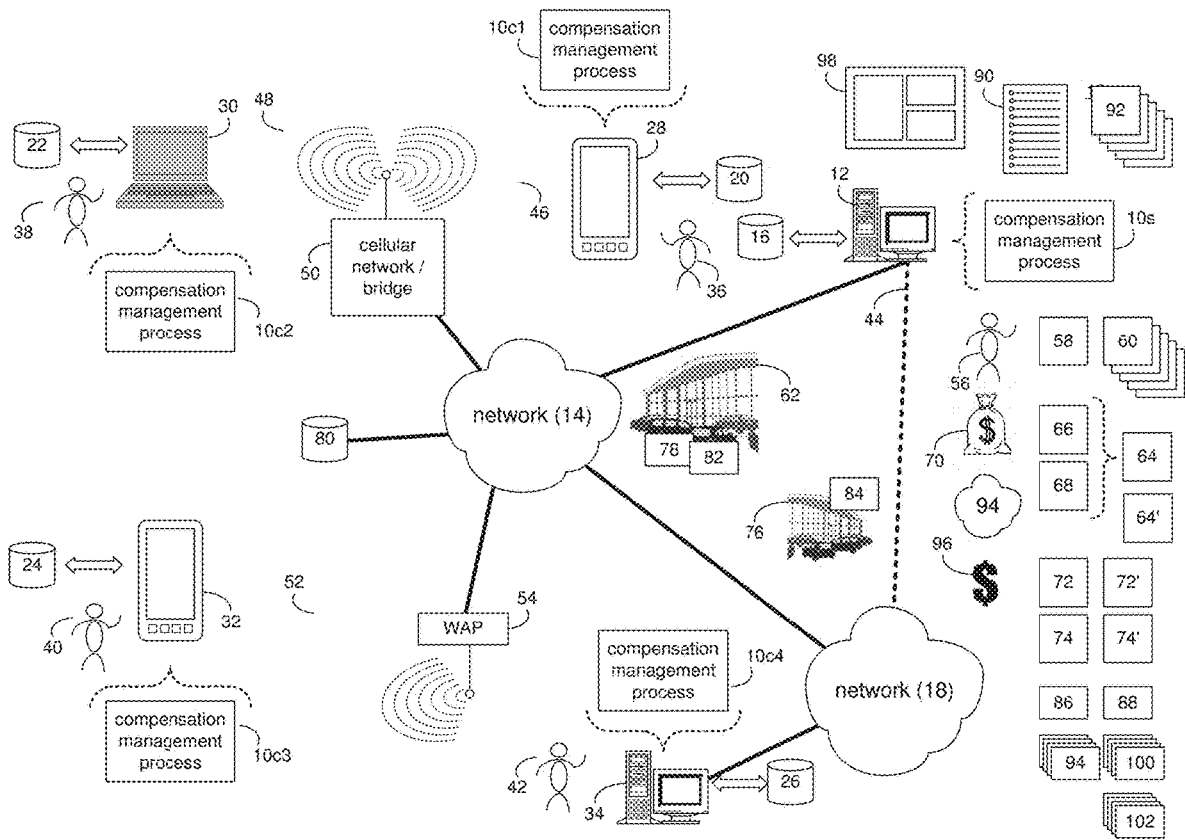 10c1
compensation
management
process
98
90
92
30
48
22
28
20
12
38
46
16
36
compensation
management
process
10s
50
cellular
network /
bridge
compensation
management
process
10c2
44
58
60
56
62
network (14)
80
78
82
$
70
66
68
64
64'
94
84
76
96
$
72
72'
74
74'
24
52
32
40
54
WAP
compensation
management
process
10c4
network (18)
86
88
compensation
management
process
10c3
94
100
42
34
26
102